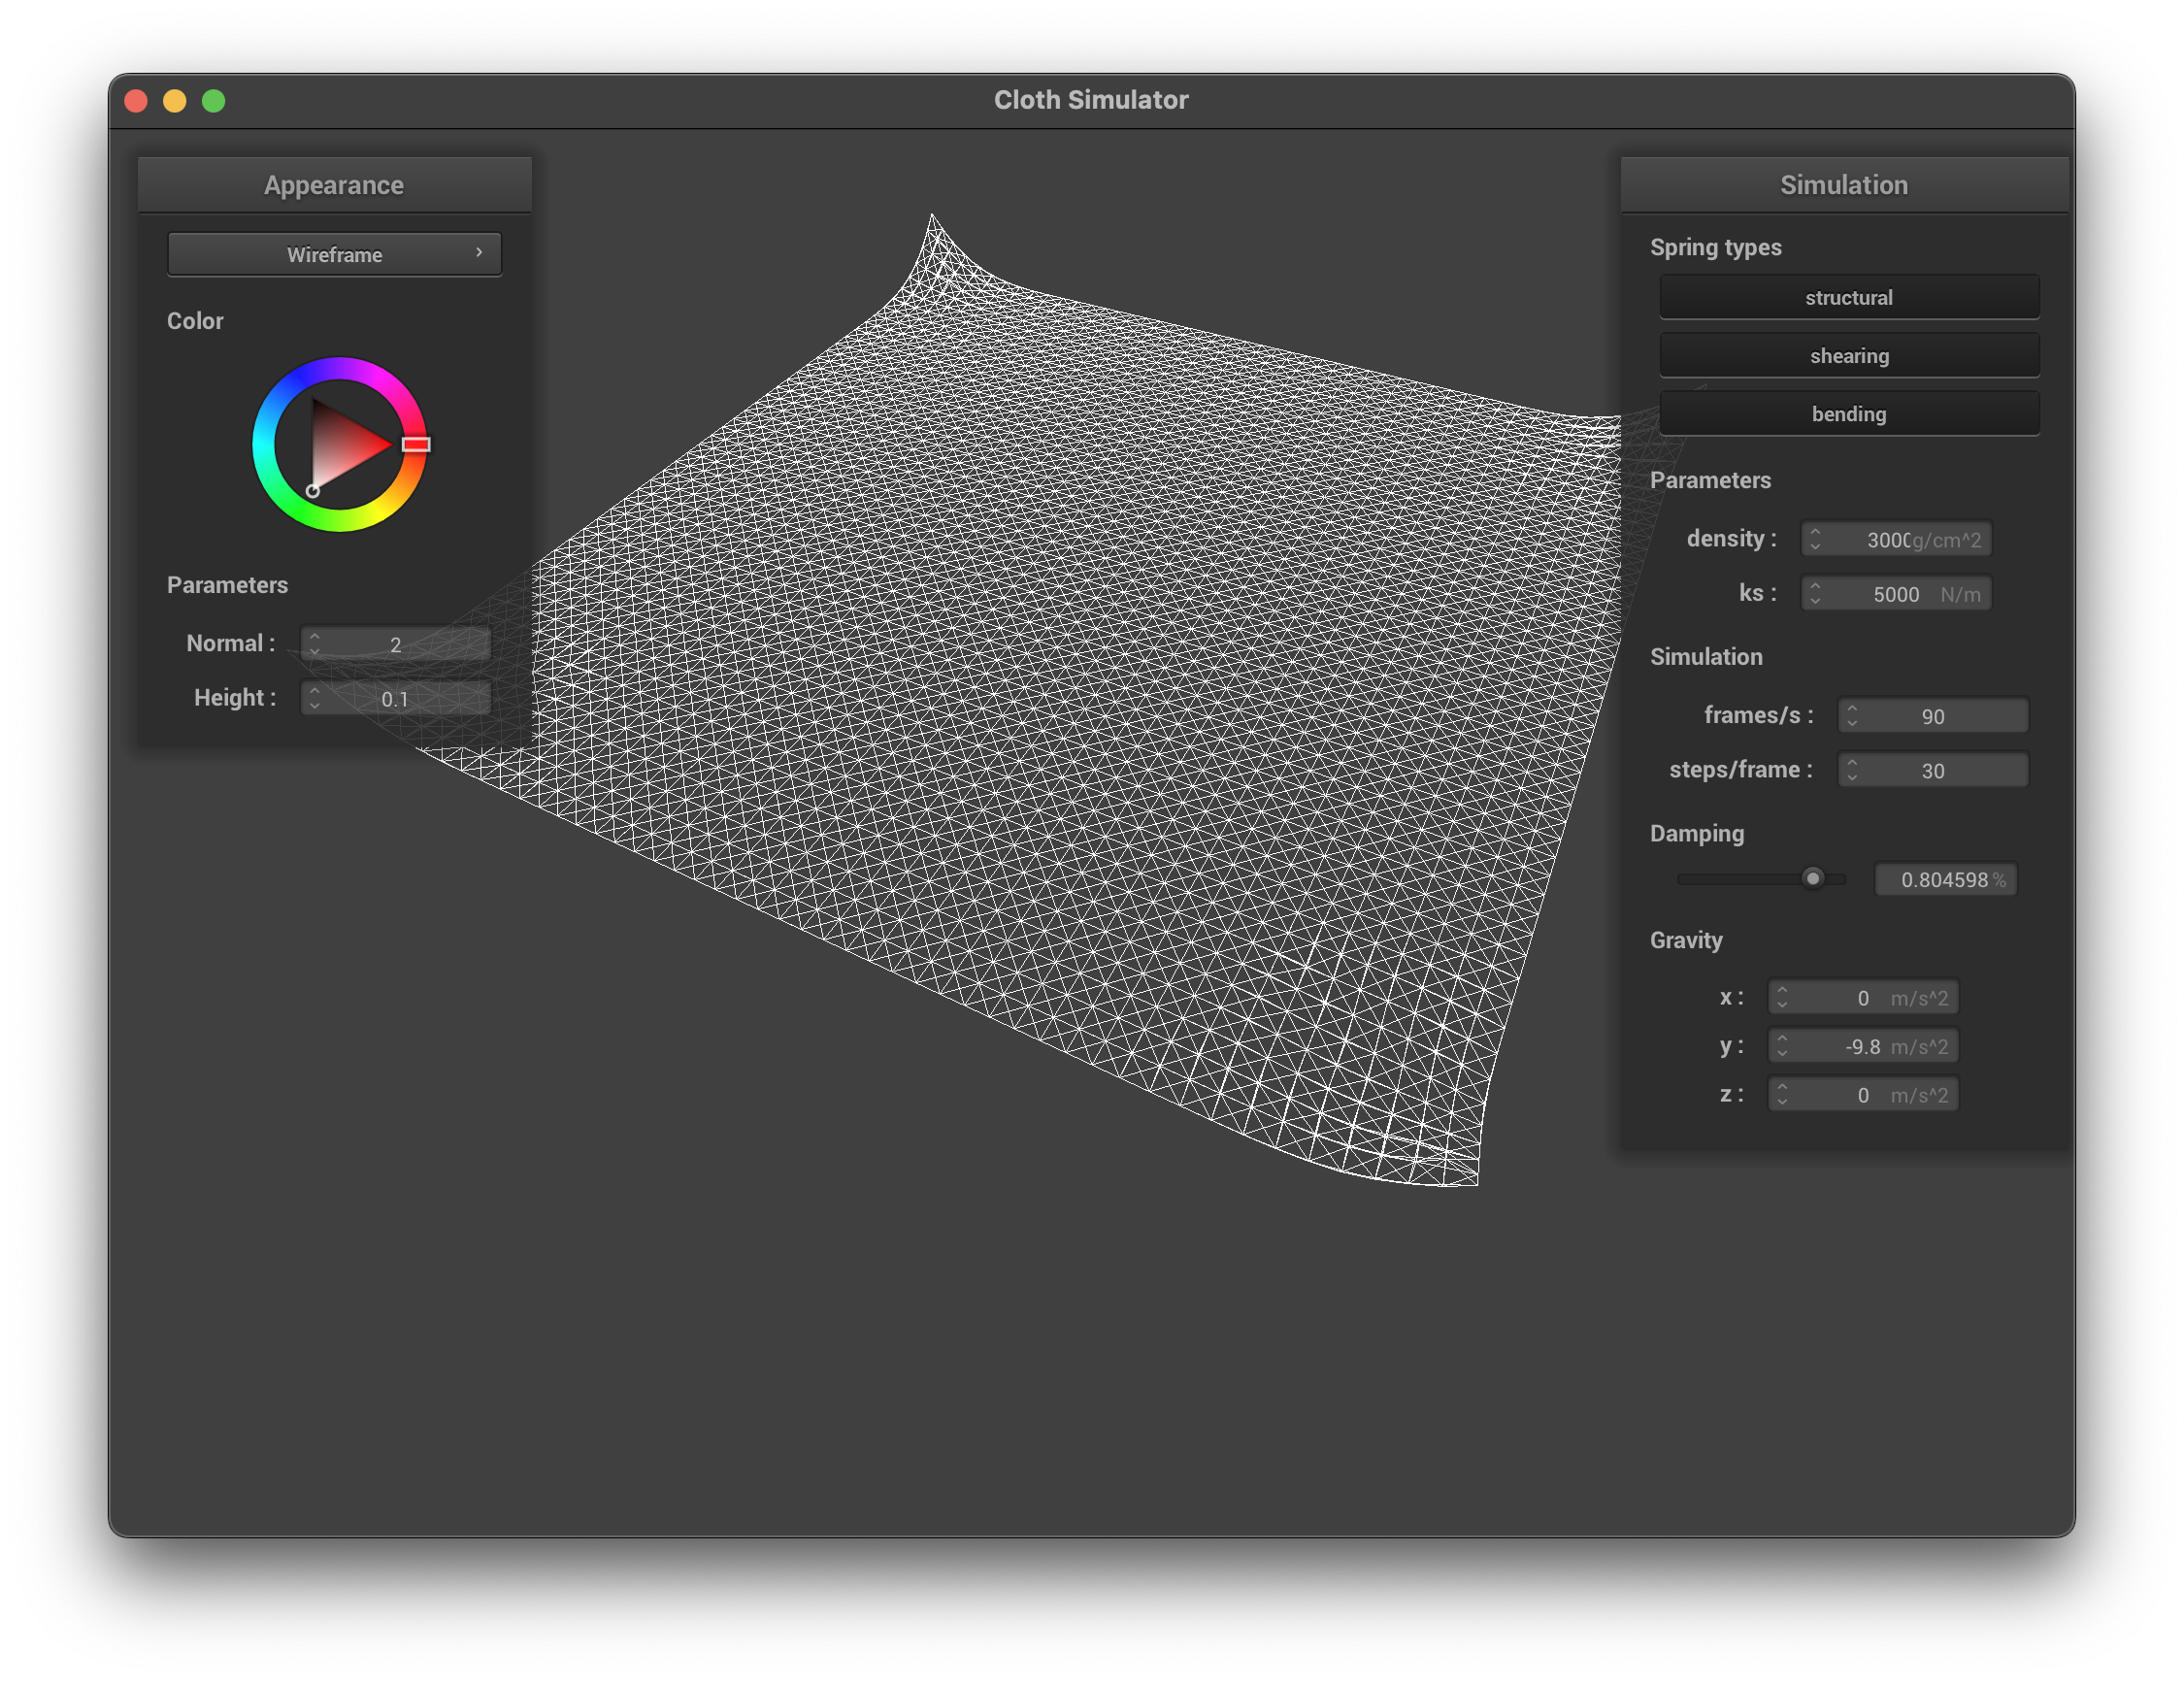 Cloth Simulator
Appearance
Wireframe
Color
Parameters
Normal : 2
Height : 0.1
Simulation
Spring types
structural
shearing
bending
Parameters
density : 3000 g/cm^2
ks : 5000 N/m
Simulation
frames/s : 90
steps/frame : 30
Damping
0.804598 %
Gravity
x : 0 m/s^2
y : -9.8 m/s^2
z : 0 m/s^2